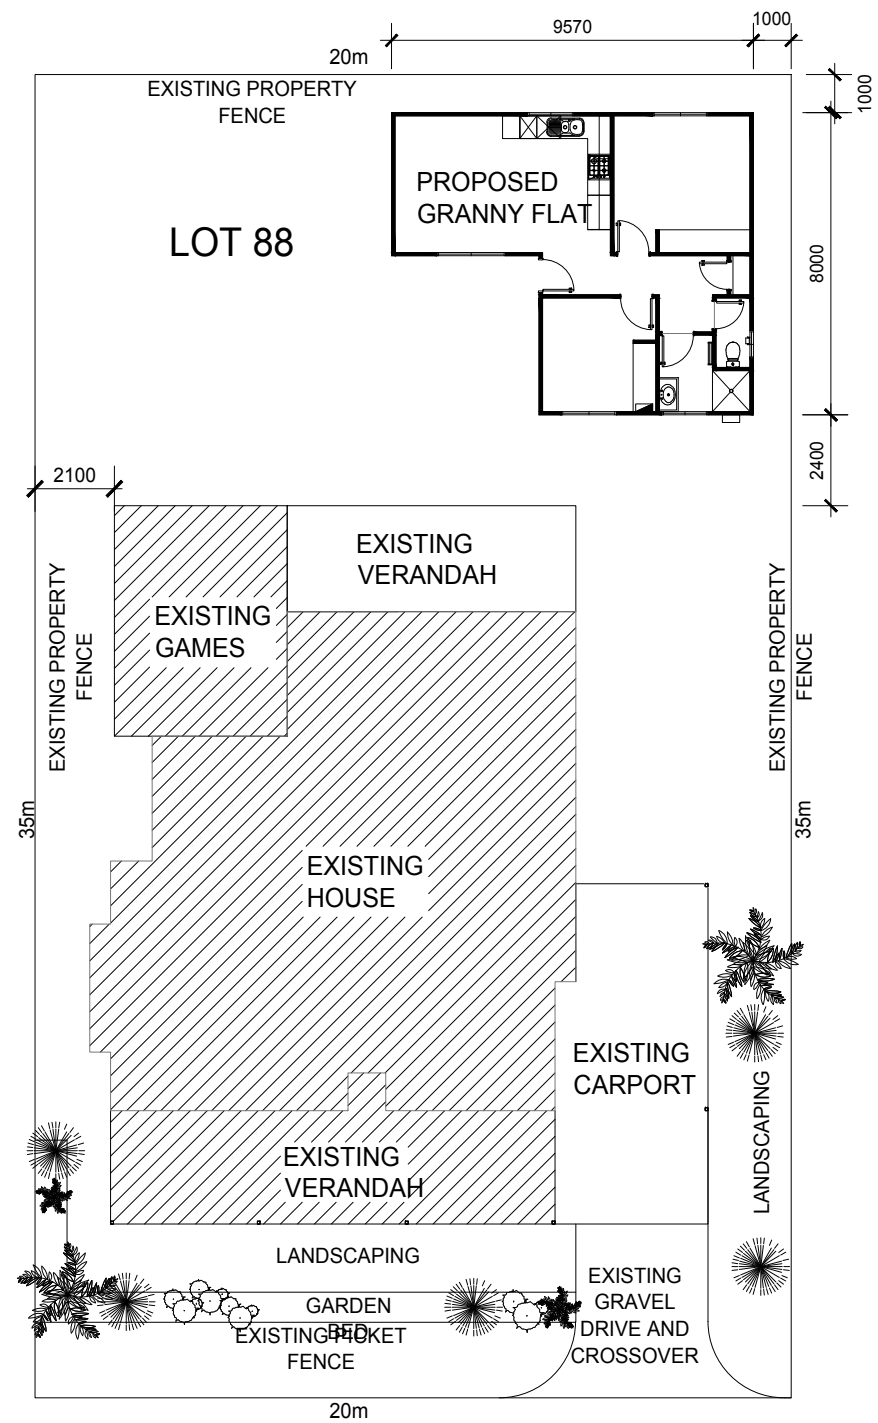 9570
1000
20m
EXISTING PROPERTY
FENCE
1000
PROPOSED
GRANNY FLAT
LOT 88
8000
2100
2400
EXISTING
VERANDAH
EXISTING
GAMES
EXISTING PROPERTY
FENCE
EXISTING PROPERTY
FENCE
35m
35m
EXISTING
HOUSE
EXISTING
CARPORT
LANDSCAPING
EXISTING
VERANDAH
LANDSCAPING
GARDEN
BED
EXISTING PICKET
FENCE
EXISTING
GRAVEL
DRIVE AND
CROSSOVER
20m